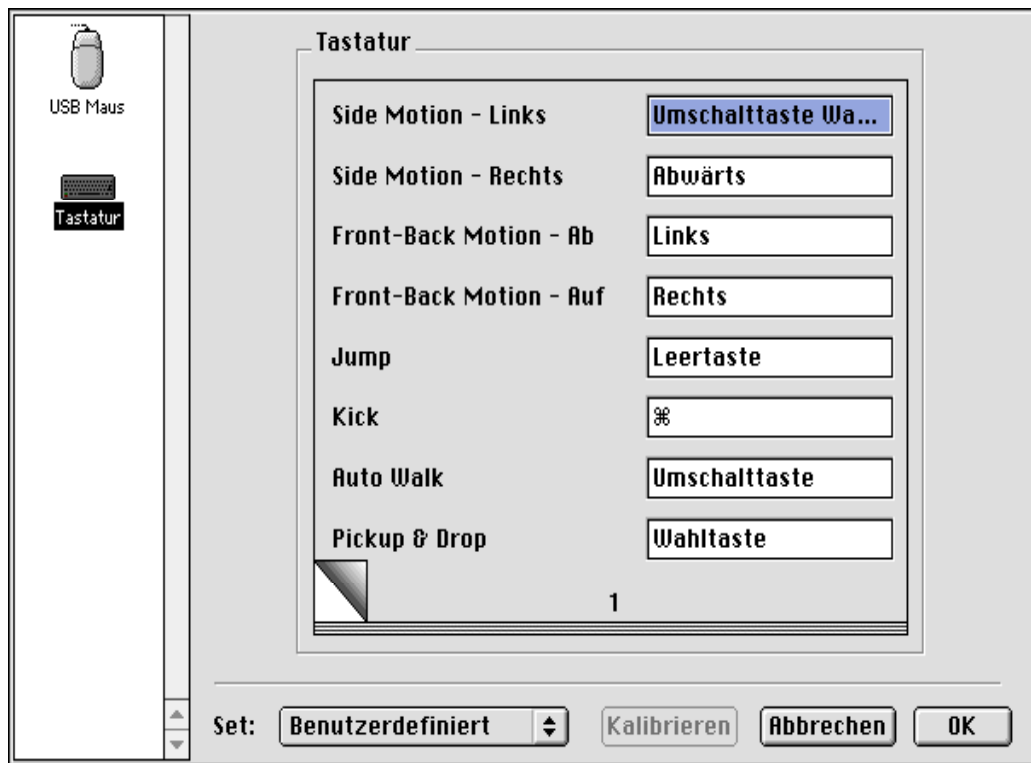 USB Maus
Tastatur
Tastatur
Side Motion - Links Umschalttaste Wa...
Side Motion - Rechts Abwärts
Front-Back Motion - Ab Links
Front-Back Motion - Auf Rechts
Jump Leertaste
Kick ⌘
Auto Walk Umschalttaste
Pickup & Drop Wahltaste
1
Set: Benutzerdefiniert Kalibrieren Abbrechen OK